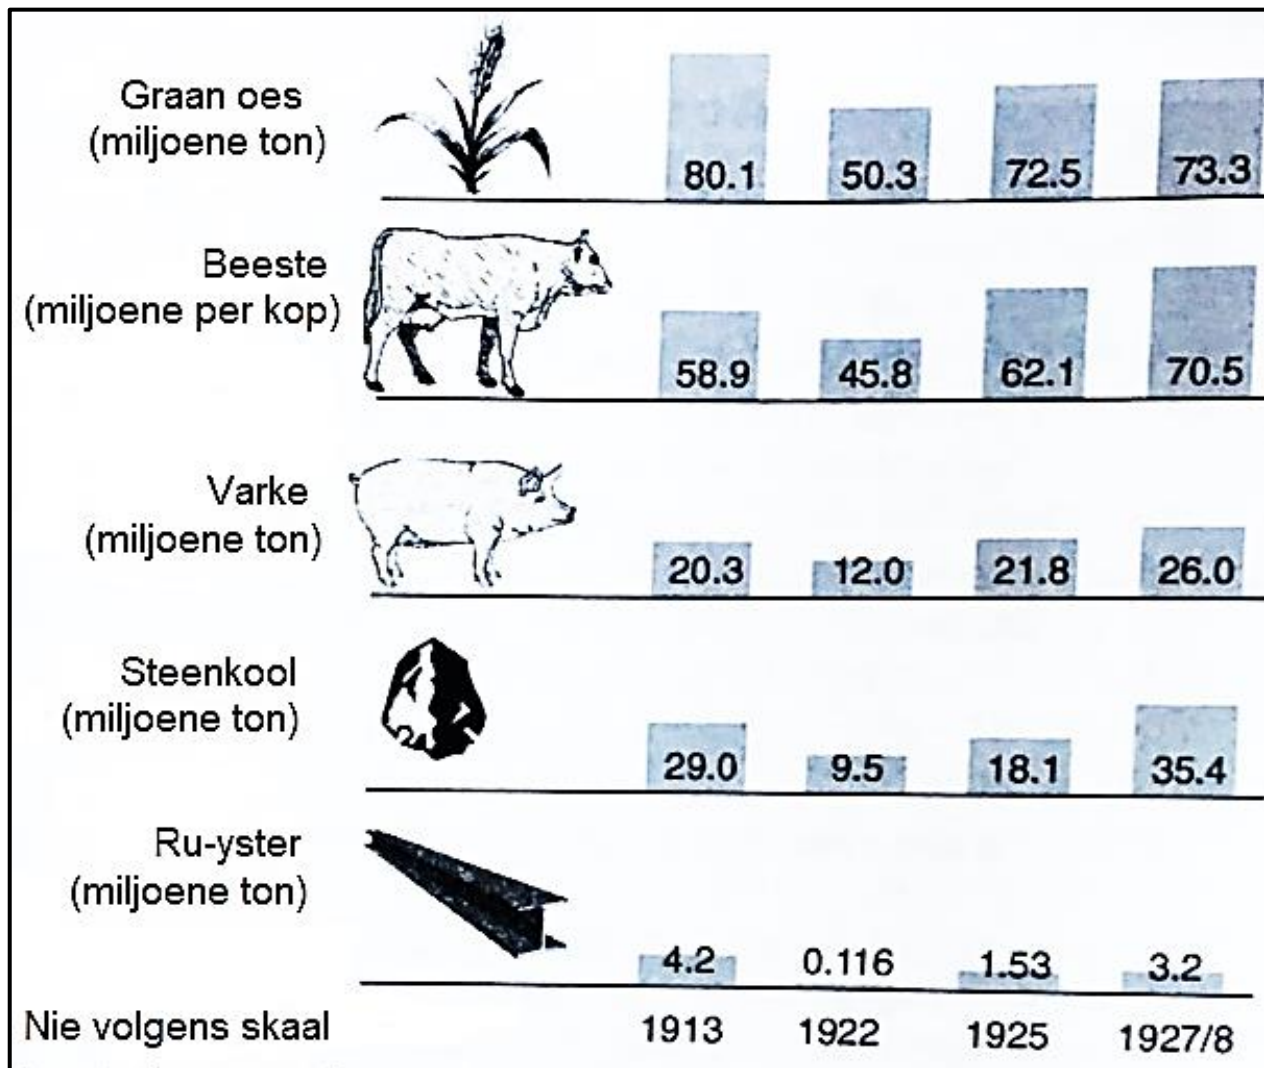 Graan oes
(miljoene ton)
80.1 50.3 72.5 73.3
Beeste
(miljoene per kop)
58.9 45.8 62.1 70.5
Varke
(miljoene ton)
20.3 12.0 21.8 26.0
Steenkool
(miljoene ton)
29.0 9.5 18.1 35.4
Ru-yster
(miljoene ton)
4.2 0.116 1.53 3.2
Nie volgens skaal 1913 1922 1925 1927/8